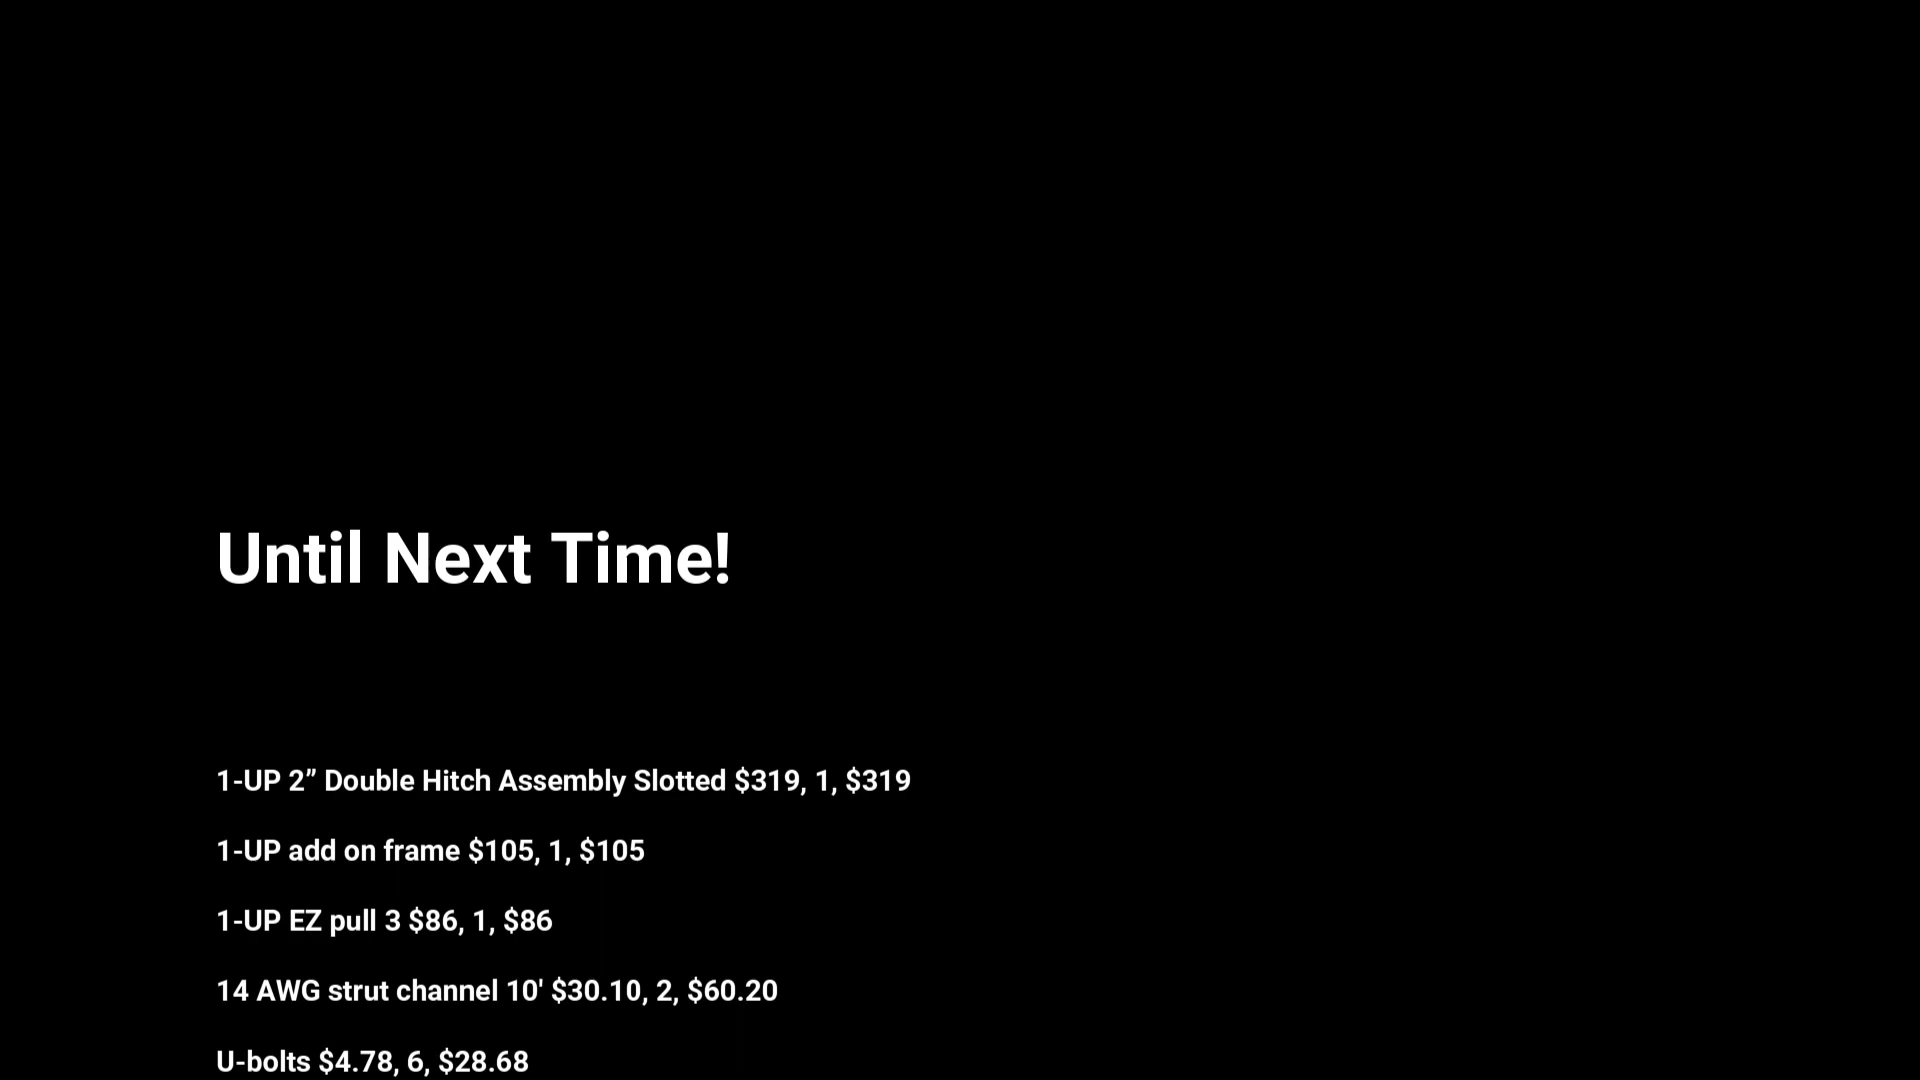 Until Next Time!
1-UP 2” Double Hitch Assembly Slotted $319, 1, $319
1-UP add on frame $105, 1, $105
1-UP EZ pull 3 $86, 1, $86
14 AWG strut channel 10' $30.10, 2, $60.20
U-bolts $4.78, 6, $28.68